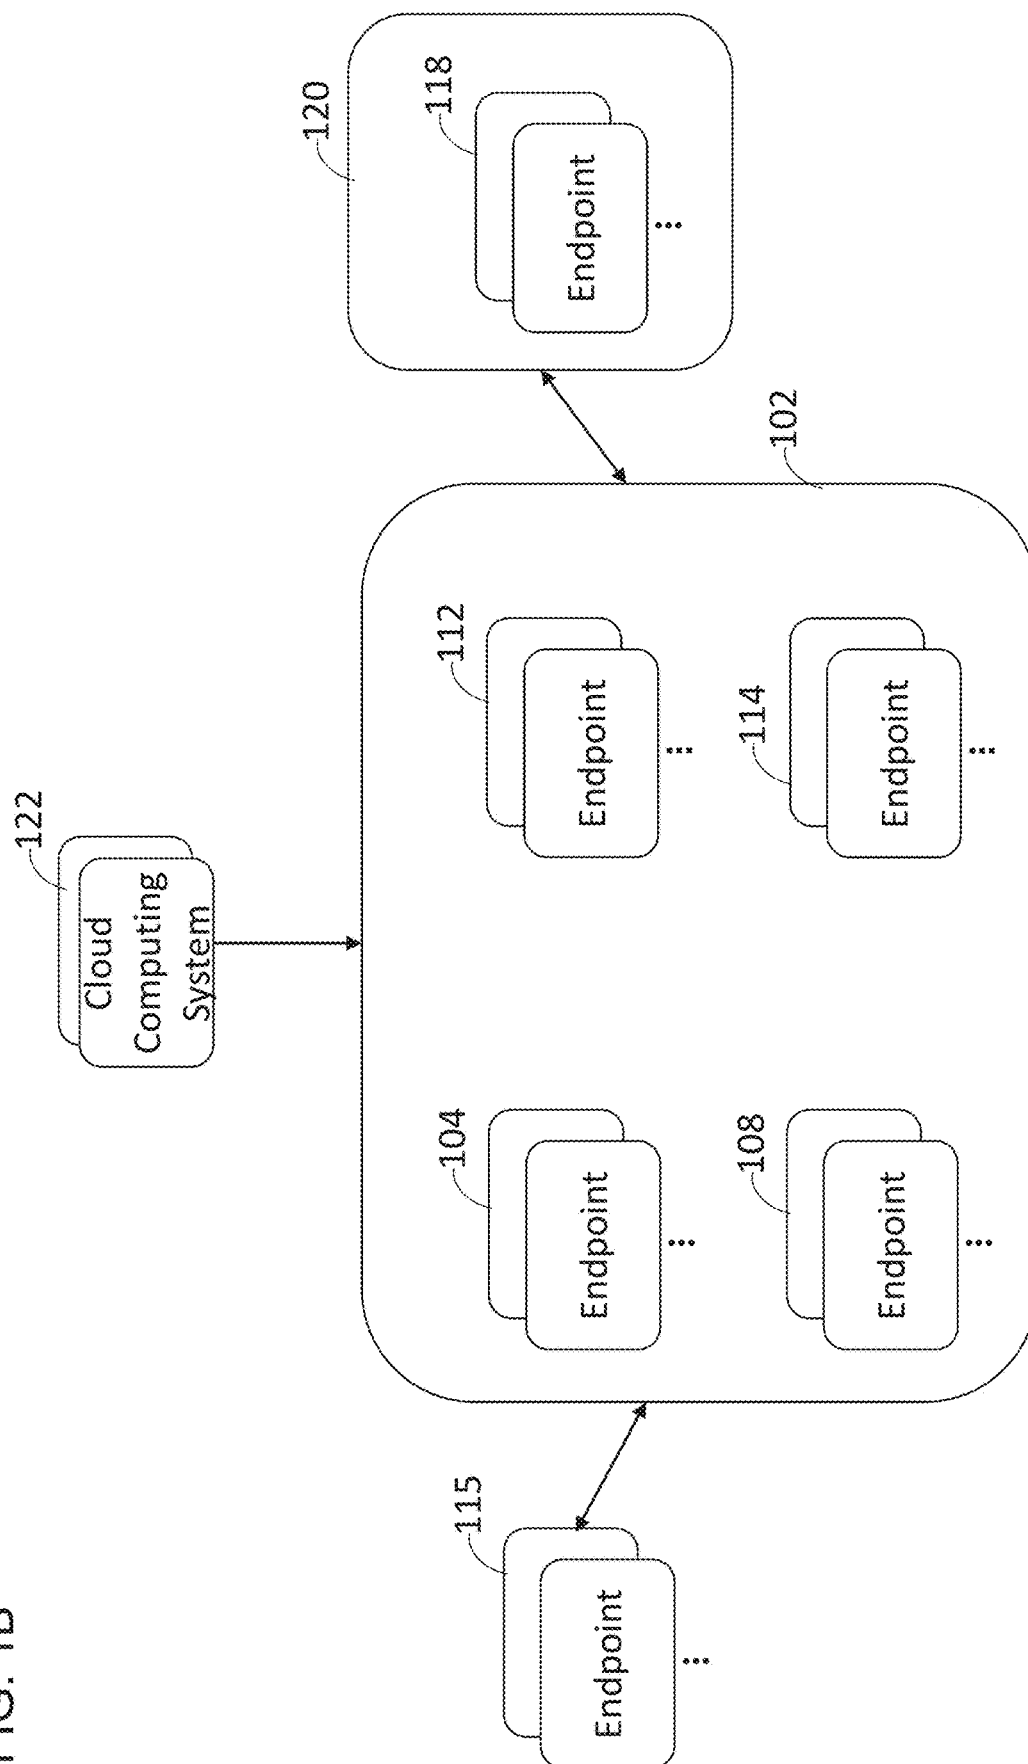 FIG. 1B
122
Cloud
Computing
System
120
115
Endpoint
...
104
Endpoint
...
112
Endpoint
...
118
Endpoint
...
108
Endpoint
...
114
Endpoint
...
102